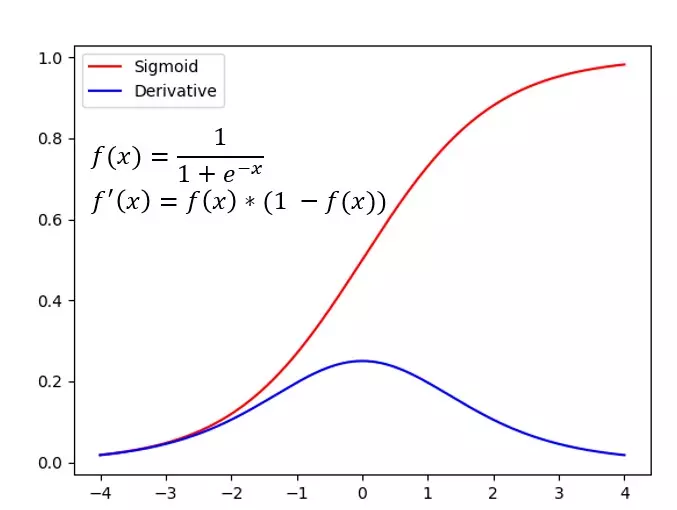 1.0
0.8
0.6
0.4
0.2
0.0
Sigmoid
Derivative
f(x) = 1 / 1 + e^−x
f′(x) = f(x) ∗ (1 − f(x))
−4 −3 −2 −1 0 1 2 3 4